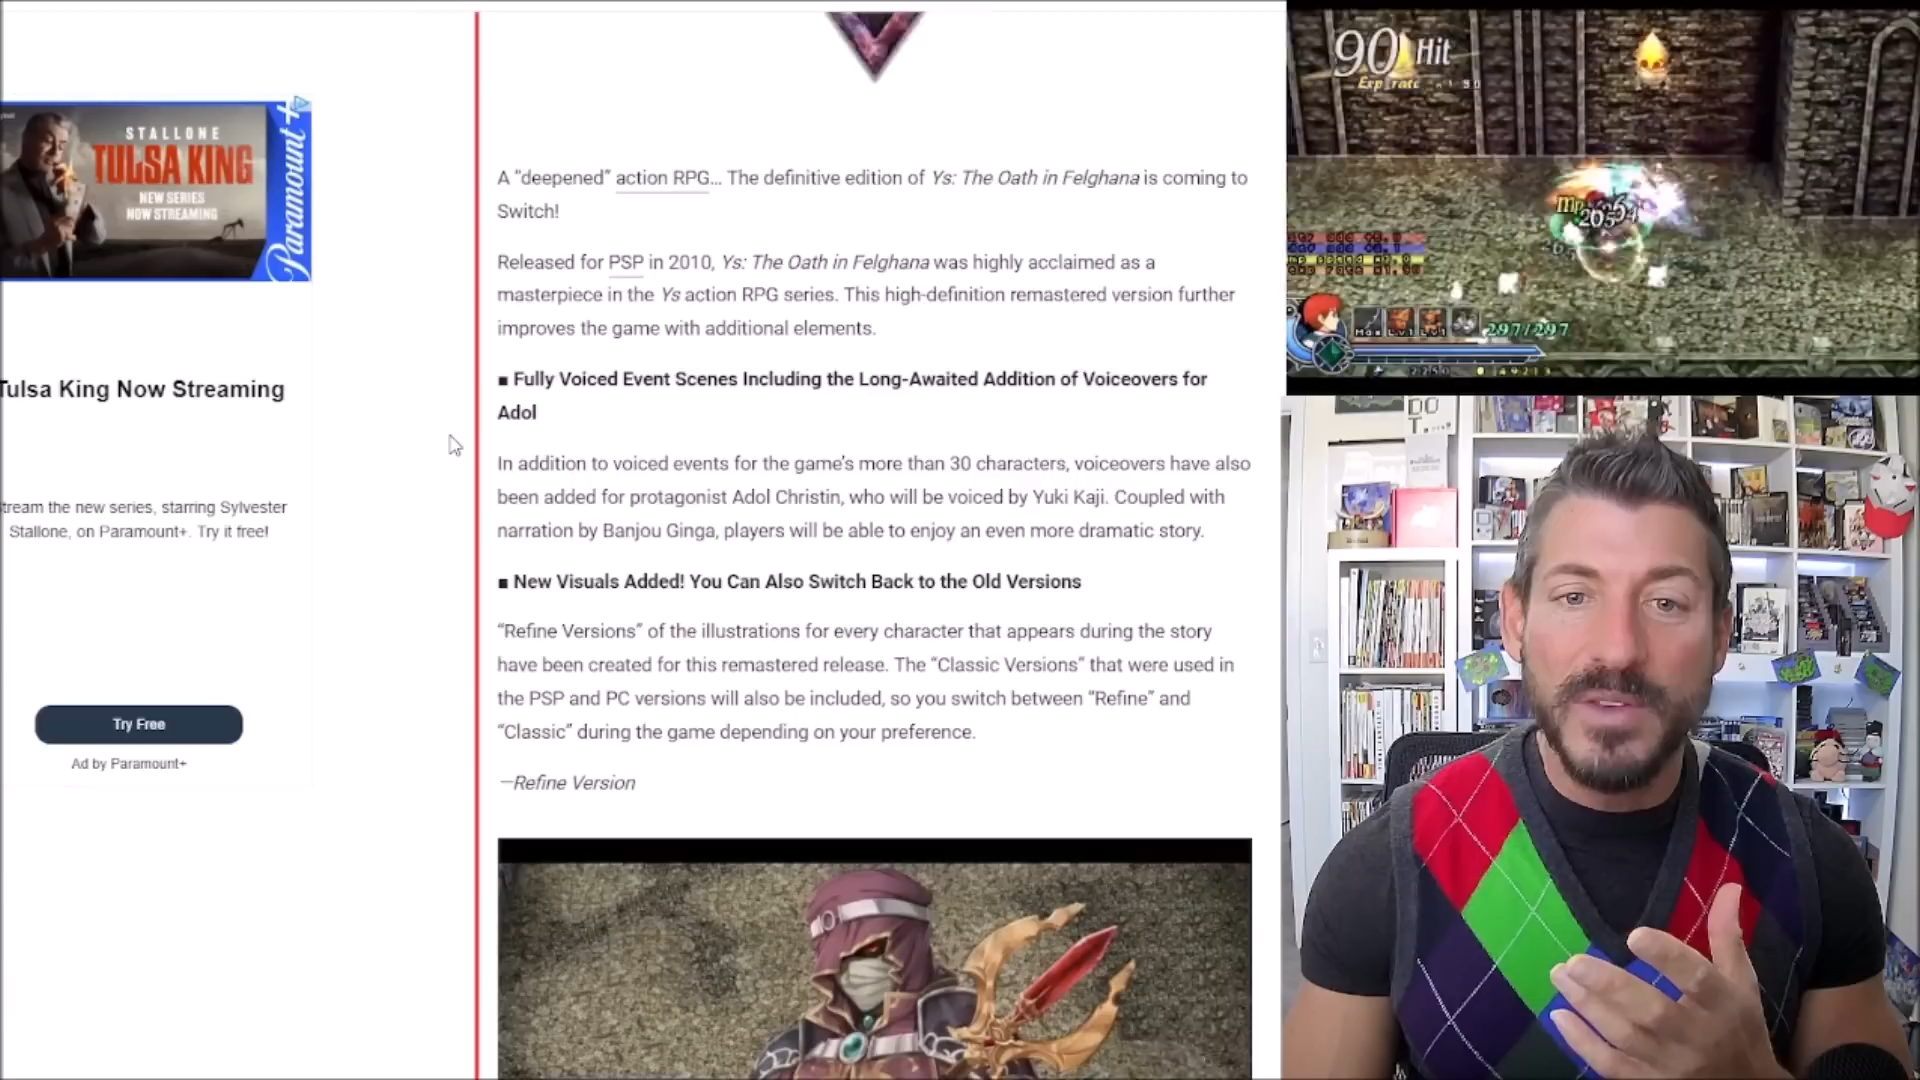 STALLONE
TULSA KING
NEW SERIES
NOW STREAMING
Paramount+
Tulsa King Now Streaming
tream the new series, starring Sylvester
Stallone, on Paramount+. Try it free!
Try Free
Ad by Paramount+
A “deepened” action RPG… The definitive edition of Ys: The Oath in Felghana is coming to
Switch!
Released for PSP in 2010, Ys: The Oath in Felghana was highly acclaimed as a
masterpiece in the Ys action RPG series. This high-definition remastered version further
improves the game with additional elements.
■ Fully Voiced Event Scenes Including the Long-Awaited Addition of Voiceovers for
Adol
In addition to voiced events for the game’s more than 30 characters, voiceovers have also
been added for protagonist Adol Christin, who will be voiced by Yuki Kaji. Coupled with
narration by Banjou Ginga, players will be able to enjoy an even more dramatic story.
■ New Visuals Added! You Can Also Switch Back to the Old Versions
“Refine Versions” of the illustrations for every character that appears during the story
have been created for this remastered release. The “Classic Versions” that were used in
the PSP and PC versions will also be included, so you switch between “Refine” and
“Classic” during the game depending on your preference.
—Refine Version
90 Hit
Exp rate
Max Lv1 Lv1
297/297